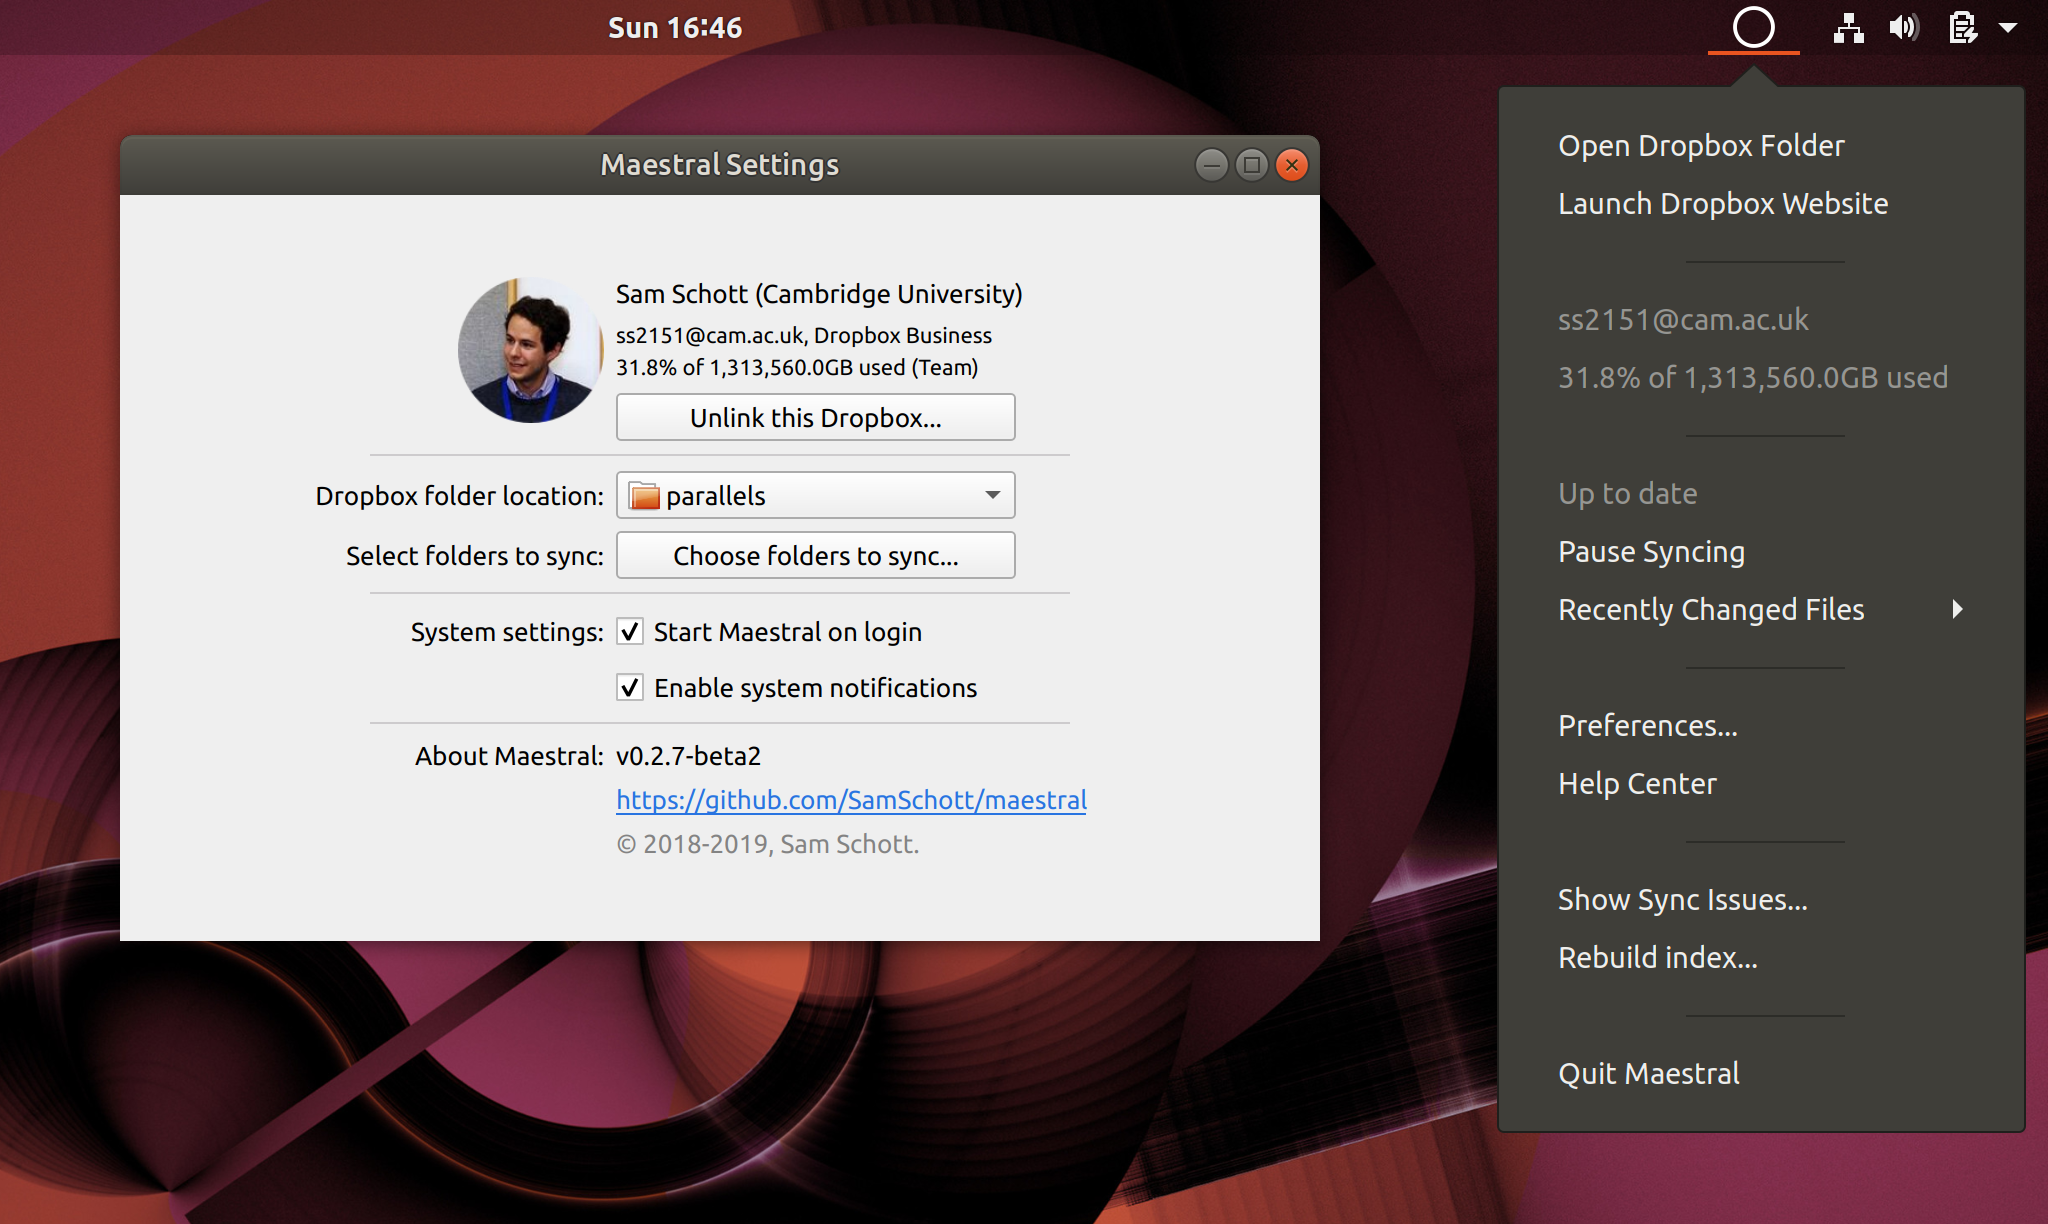 Sun 16:46
Maestral Settings
Sam Schott (Cambridge University)
ss2151@cam.ac.uk, Dropbox Business
31.8% of 1,313,560.0GB used (Team)
Unlink this Dropbox...
Dropbox folder location: parallels
Select folders to sync: Choose folders to sync...
System settings: Start Maestral on login
Enable system notifications
About Maestral: v0.2.7-beta2
https://github.com/SamSchott/maestral
© 2018-2019, Sam Schott.
Open Dropbox Folder
Launch Dropbox Website
ss2151@cam.ac.uk
31.8% of 1,313,560.0GB used
Up to date
Pause Syncing
Recently Changed Files
Preferences...
Help Center
Show Sync Issues...
Rebuild index...
Quit Maestral